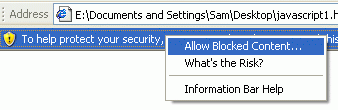 Address E:\Documents and Settings\Sam\Desktop\javascript1.h
To help protect your security, this
Allow Blocked Content...
What's the Risk?
Information Bar Help